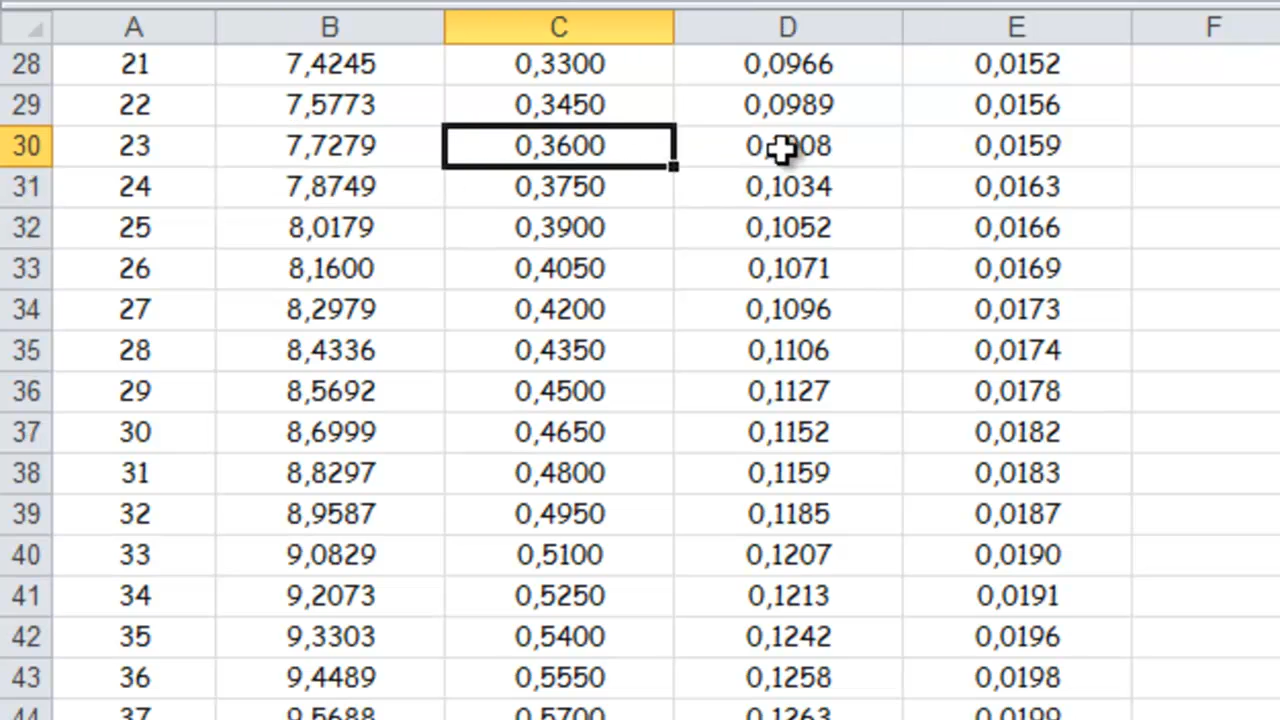 A B C D E F
28 21 7,4245 0,3300 0,0966 0,0152
29 22 7,5773 0,3450 0,0989 0,0156
30 23 7,7279 0,3600 0,0159
31 24 7,8749 0,3750 0,1034 0,0163
32 25 8,0179 0,3900 0,1052 0,0166
33 26 8,1600 0,4050 0,1071 0,0169
34 27 8,2979 0,4200 0,1096 0,0173
35 28 8,4336 0,4350 0,1106 0,0174
36 29 8,5692 0,4500 0,1127 0,0178
37 30 8,6999 0,4650 0,1152 0,0182
38 31 8,8297 0,4800 0,1159 0,0183
39 32 8,9587 0,4950 0,1185 0,0187
40 33 9,0829 0,5100 0,1207 0,0190
41 34 9,2073 0,5250 0,1213 0,0191
42 35 9,3303 0,5400 0,1242 0,0196
43 36 9,4489 0,5550 0,1258 0,0198
44 37 9,5688 0,5700 0,1263 0,0199